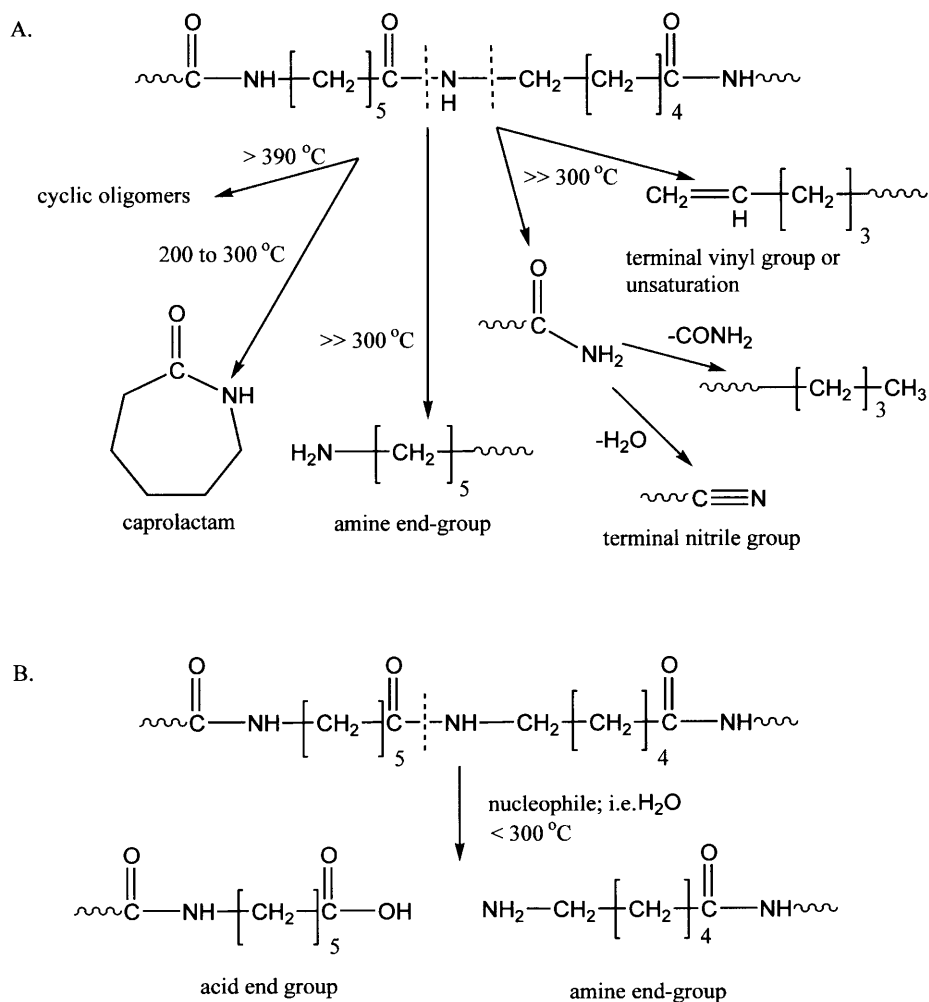 A.
O O O
C—NH—[CH₂]₅—C—N—CH₂—[CH₂]₄—C—NH
H
> 390 °C
>> 300 °C
cyclic oligomers
CH₂=C—[CH₂]₃
H
200 to 300 °C
terminal vinyl group or
unsaturation
O
O
C
-CONH₂
>> 300 °C
NH₂
C
NH
[CH₂]₃—CH₃
-H₂O
H₂N—[CH₂]₅
C≡N
caprolactam
amine end-group
terminal nitrile group
B.
O O O
C—NH—[CH₂]₅—C—NH—CH₂—[CH₂]₄—C—NH
nucleophile; i.e.H₂O
< 300 °C
O O O
C—NH—[CH₂]₅—C—OH NH₂—CH₂—[CH₂]₄—C—NH
acid end group
amine end-group